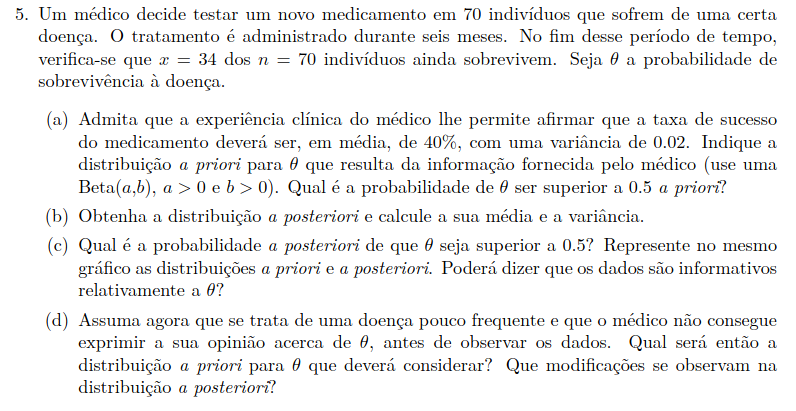 5. Um médico decide testar um novo medicamento em 70 indivíduos que sofrem de uma certa
doença. O tratamento é administrado durante seis meses. No fim desse período de tempo,
verifica-se que x = 34 dos n = 70 indivíduos ainda sobrevivem. Seja θ a probabilidade de
sobrevivência à doença.
(a) Admita que a experiência clínica do médico lhe permite afirmar que a taxa de sucesso
do medicamento deverá ser, em média, de 40%, com uma variância de 0.02. Indique a
distribuição a priori para θ que resulta da informação fornecida pelo médico (use uma
Beta(a,b), a > 0 e b > 0). Qual é a probabilidade de θ ser superior a 0.5 a priori?
(b) Obtenha a distribuição a posteriori e calcule a sua média e a variância.
(c) Qual é a probabilidade a posteriori de que θ seja superior a 0.5? Represente no mesmo
gráfico as distribuições a priori e a posteriori. Poderá dizer que os dados são informativos
relativamente a θ?
(d) Assuma agora que se trata de uma doença pouco frequente e que o médico não consegue
exprimir a sua opinião acerca de θ, antes de observar os dados. Qual será então a
distribuição a priori para θ que deverá considerar? Que modificações se observam na
distribuição a posteriori?